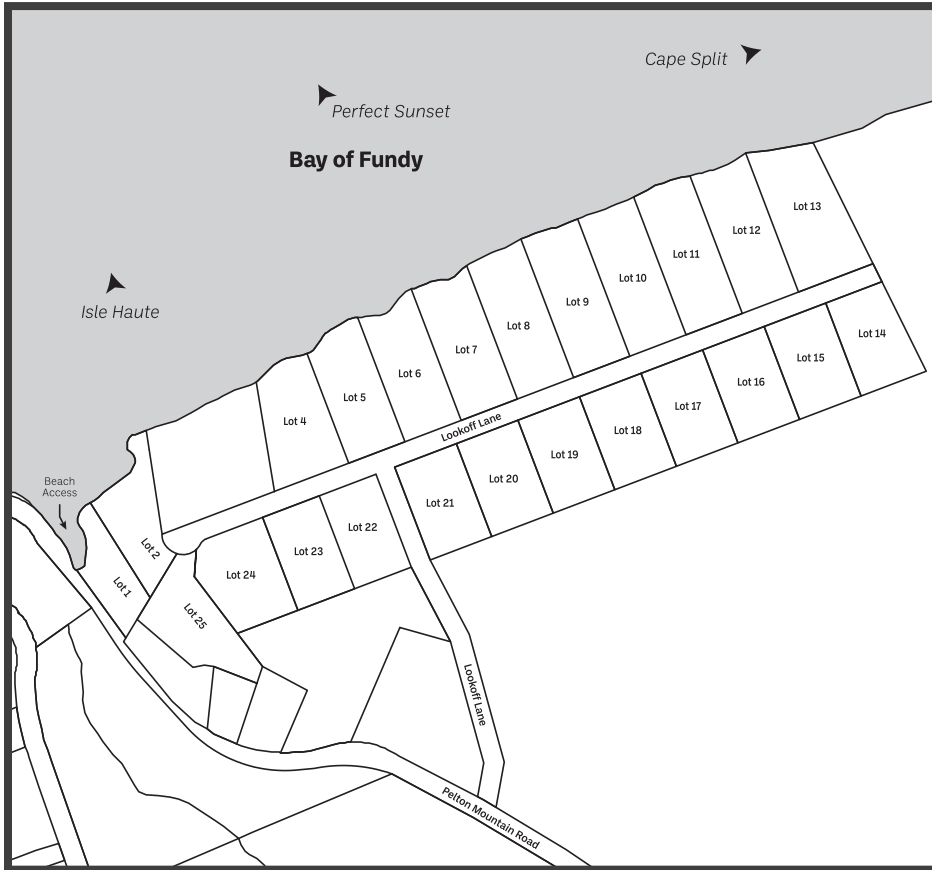 Cape Split
Perfect Sunset
Bay of Fundy
Isle Haute
Beach
Access
Lot 13
Lot 12
Lot 11
Lot 10
Lot 9
Lot 8
Lot 7
Lot 6
Lot 5
Lot 4
Lookoff Lane
Lot 14
Lot 15
Lot 16
Lot 17
Lot 18
Lot 19
Lot 20
Lot 21
Lot 22
Lot 23
Lot 24
Lot 2
Lot 1
Lot 25
Lookoff Lane
Pelton Mountain Road